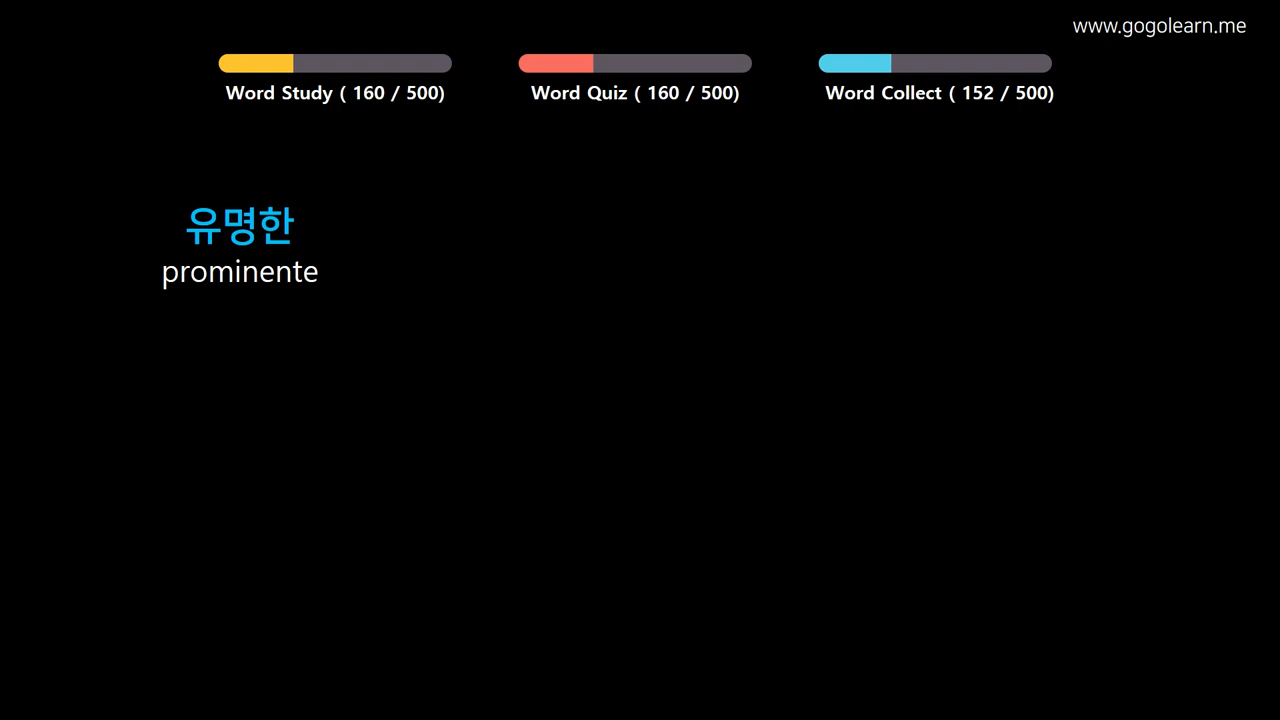 www.gogolearn.me
Word Study ( 160 / 500)
Word Quiz ( 160 / 500)
Word Collect ( 152 / 500)
유명한
prominente